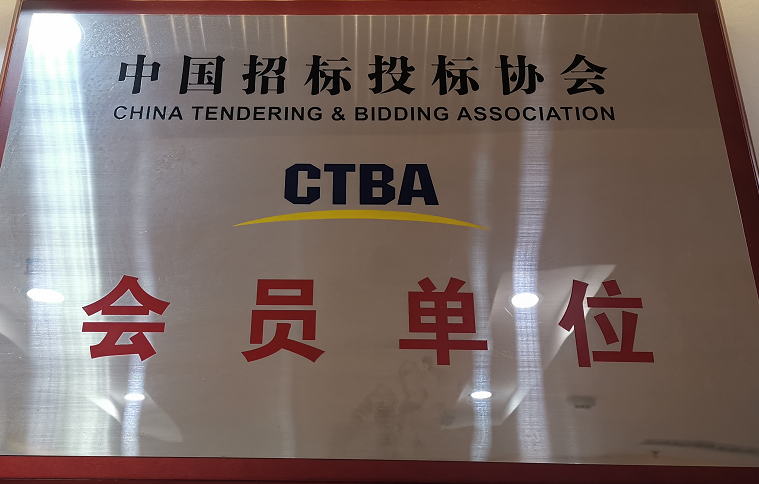 中国招标投标协会
CHINA TENDERING & BIDDING ASSOCIATION
CTBA
会员单位